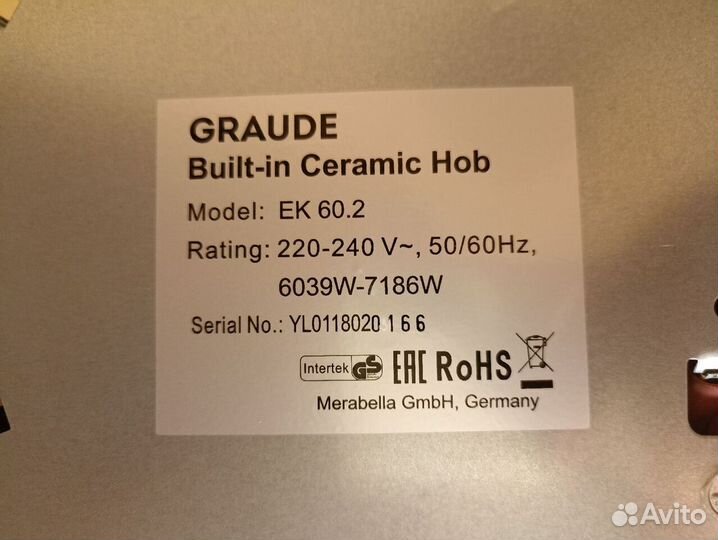 GRAUDE
Built-in Ceramic Hob
Model: EK 60.2
Rating: 220-240 V~, 50/60Hz,
6039W-7186W
Serial No.: YL0118020 1 6 6
Intertek GS EAC RoHS
Merabella GmbH, Germany
Avito